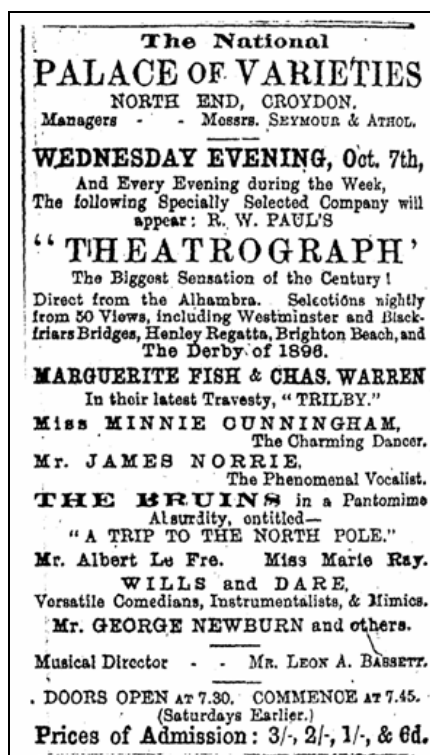 The National
PALACE OF VARIETIES
NORTH END, CROYDON.
Managers - - Messrs. SEYMOUR & ATHOL.
WEDNESDAY EVENING, Oct. 7th,
And Every Evening during the Week,
The following Specially Selected Company will
appear: R. W. PAUL'S
"THEATROGRAPH'
The Biggest Sensation of the Century!
Direct from the Alhambra. Selections nightly
from 50 Views, including Westminster and Black-
friars Bridges, Henley Regatta, Brighton Beach, and
The Derby of 1896.
MARGUERITE FISH & CHAS. WARREN
In their latest Travesty, "TRILBY."
Miss MINNIE CUNNINGHAM,
The Charming Dancer.
Mr. JAMES NORRIE,
The Phenomenal Vocalist.
THE BRUINS in a Pantomime
Absurdity, entitled—
"A TRIP TO THE NORTH POLE."
Mr. Albert Le Fre. Miss Marie Ray.
WILLS and DARE,
Versatile Comedians, Instrumentalists, & Mimics.
Mr. GEORGE NEWBURN and others.
Musical Director - - MR. LEON A. BASSETT.
DOORS OPEN AT 7.30. COMMENCE AT 7.45.
(Saturdays Earlier.)
Prices of Admission: 3/-, 2/-, 1/-, & 6d.